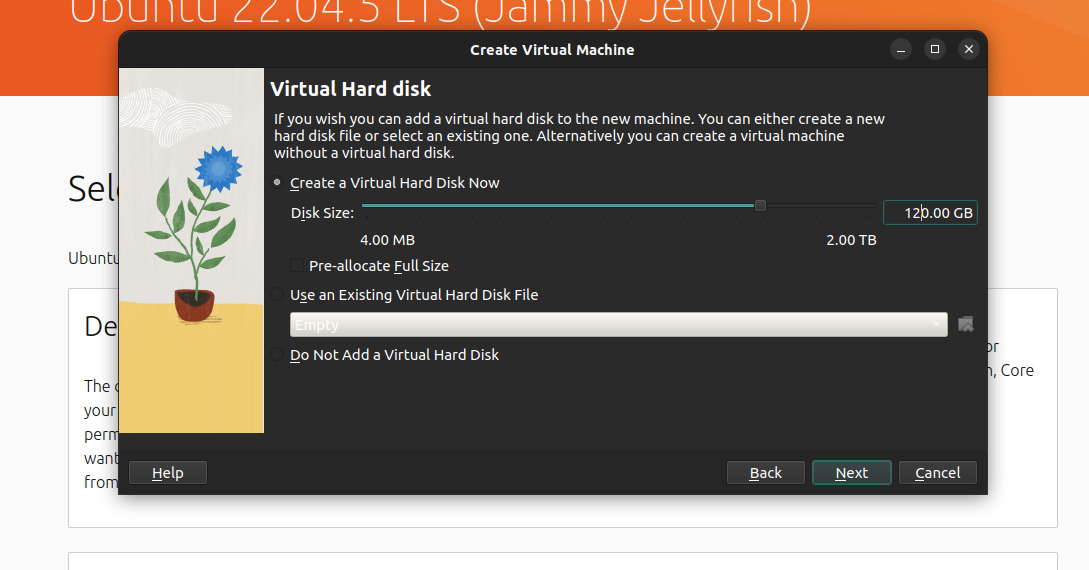 Ubuntu 22.04.5 LTS (Jammy Jellyfish)
Create Virtual Machine
Virtual Hard disk
If you wish you can add a virtual hard disk to the new machine. You can either create a new
hard disk file or select an existing one. Alternatively you can create a virtual machine
without a virtual hard disk.
Create a Virtual Hard Disk Now
Disk Size:
120.00 GB
4.00 MB
2.00 TB
Pre-allocate Full Size
Use an Existing Virtual Hard Disk File
Empty
Do Not Add a Virtual Hard Disk
Help
Back
Next
Cancel
Sele
Ubuntu
De
The
your
perm
want
from
or
n, Core